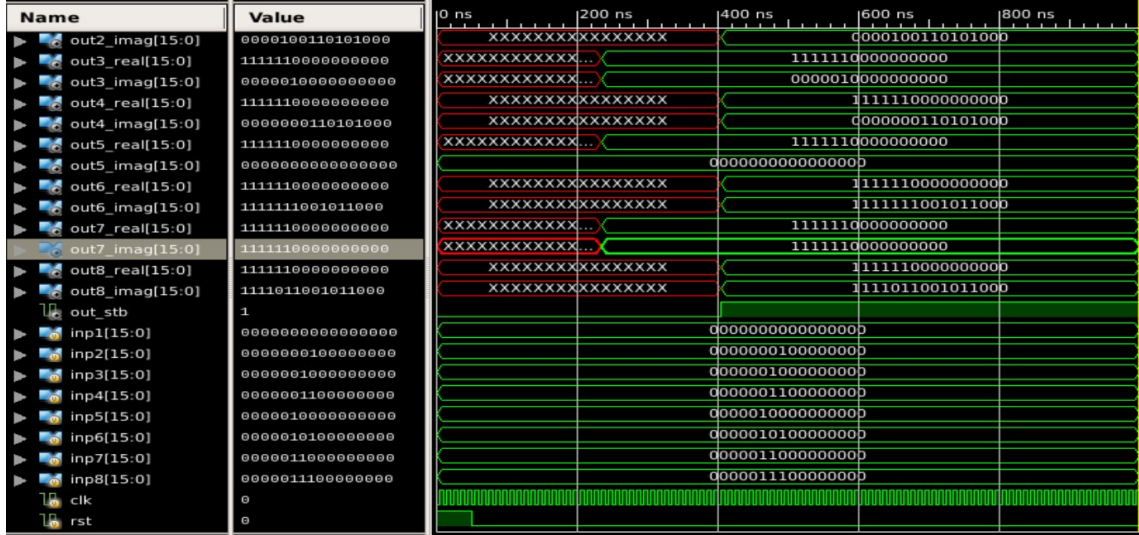 Name Value 0 ns 200 ns 400 ns 600 ns 800 ns
out2_imag[15:0] 0000100110101000 XXXXXXXXXXXXXXXX 0000100110101000
out3_real[15:0] 1111110000000000 XXXXXXXXXXXX... 1111110000000000
out3_imag[15:0] 0000010000000000 XXXXXXXXXXXX... 0000010000000000
out4_real[15:0] 1111110000000000 XXXXXXXXXXXXXXXX 1111110000000000
out4_imag[15:0] 0000000110101000 XXXXXXXXXXXXXXXX 0000000110101000
out5_real[15:0] 1111110000000000 XXXXXXXXXXXX... 1111110000000000
out5_imag[15:0] 0000000000000000 0000000000000000
out6_real[15:0] 1111110000000000 XXXXXXXXXXXXXXXX 1111110000000000
out6_imag[15:0] 1111111001011000 XXXXXXXXXXXXXXXX 1111111001011000
out7_real[15:0] 1111110000000000 XXXXXXXXXXXX... 1111110000000000
out7_imag[15:0] 1111110000000000 XXXXXXXXXXXX... 1111110000000000
out8_real[15:0] 1111110000000000 XXXXXXXXXXXXXXXX 1111110000000000
out8_imag[15:0] 1111011001011000 XXXXXXXXXXXXXXXX 1111011001011000
out_stb 1
inp1[15:0] 0000000000000000 0000000000000000
inp2[15:0] 0000000100000000 0000000100000000
inp3[15:0] 0000001000000000 0000001000000000
inp4[15:0] 0000001100000000 0000001100000000
inp5[15:0] 0000010000000000 0000010000000000
inp6[15:0] 0000010100000000 0000010100000000
inp7[15:0] 0000011000000000 0000011000000000
inp8[15:0] 0000011100000000 0000011100000000
clk 0
rst 0